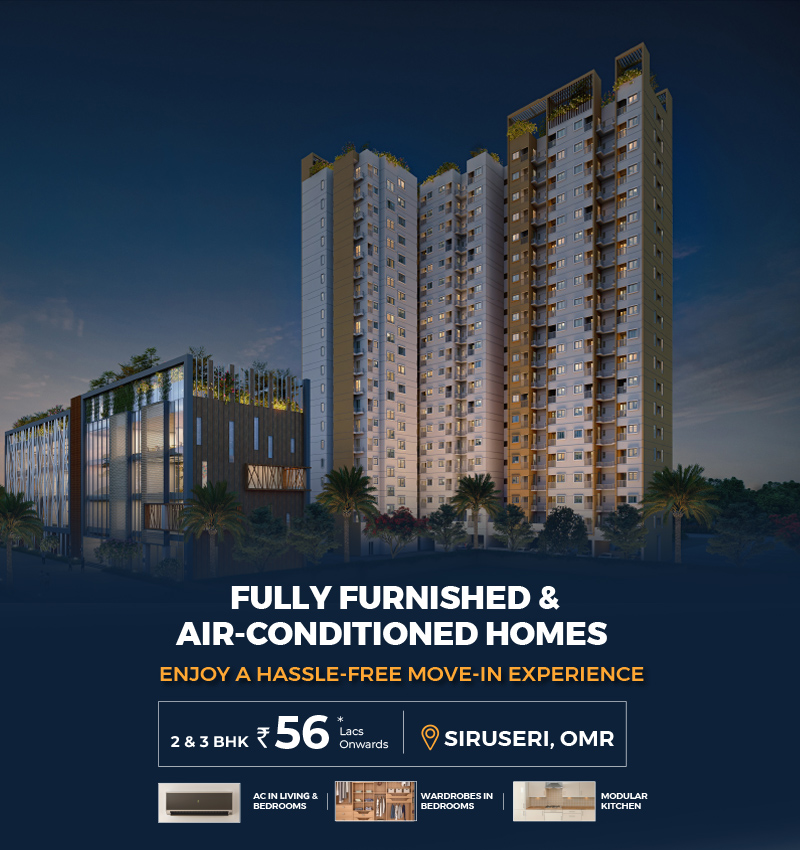 FULLY FURNISHED &
AIR-CONDITIONED HOMES
ENJOY A HASSLE-FREE MOVE-IN EXPERIENCE
2 & 3 BHK ₹ 56* Lacs
Onwards
SIRUSERI, OMR
AC IN LIVING &
BEDROOMS
WARDROBES IN
BEDROOMS
MODULAR
KITCHEN